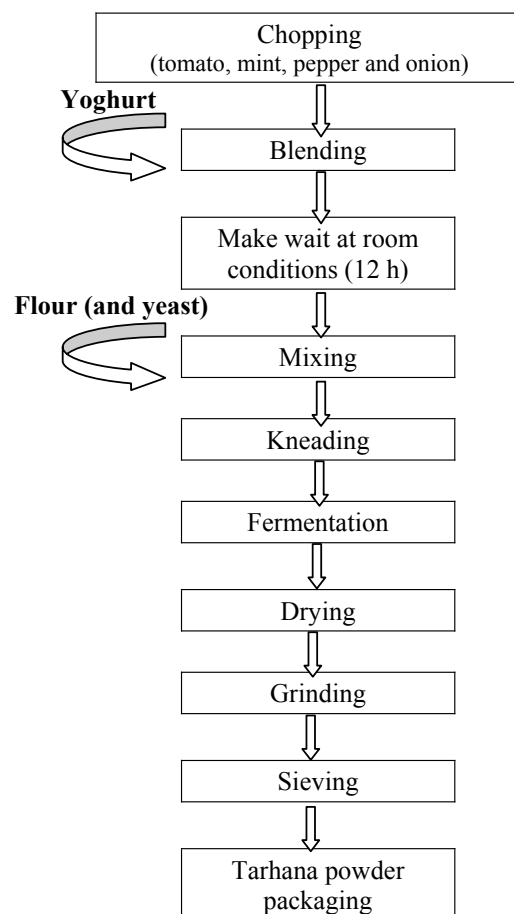 Chopping
(tomato, mint, pepper and onion)
Yoghurt
Blending
Make wait at room
conditions (12 h)
Flour (and yeast)
Mixing
Kneading
Fermentation
Drying
Grinding
Sieving
Tarhana powder
packaging